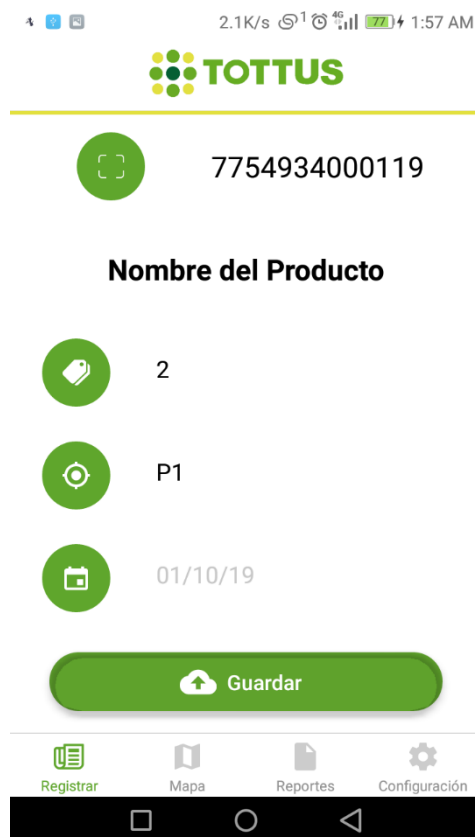 2.1K/s 1 4G 77 1:57 AM
TOTTUS
7754934000119
Nombre del Producto
2
P1
01/10/19
Guardar
Registrar Mapa Reportes Configuración